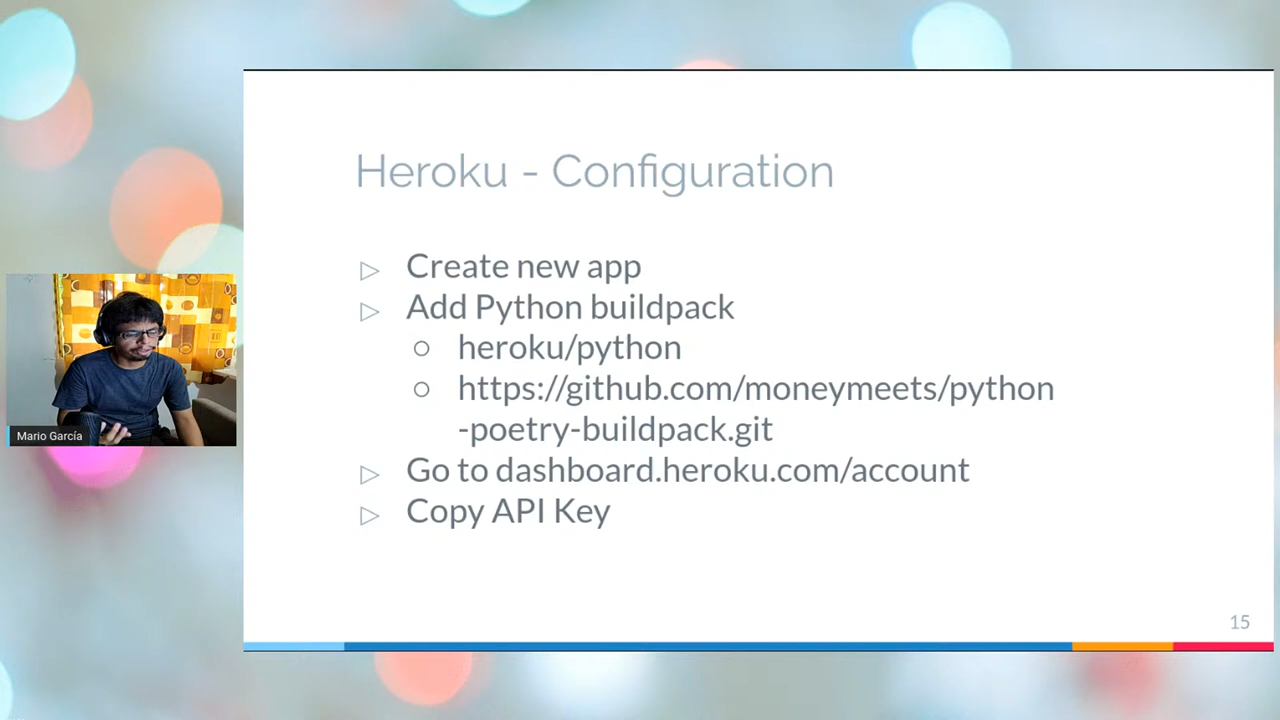 Heroku - Configuration
▷ Create new app
▷ Add Python buildpack
○ heroku/python
○ https://github.com/moneymeets/python
-poetry-buildpack.git
▷ Go to dashboard.heroku.com/account
▷ Copy API Key
Mario García
15